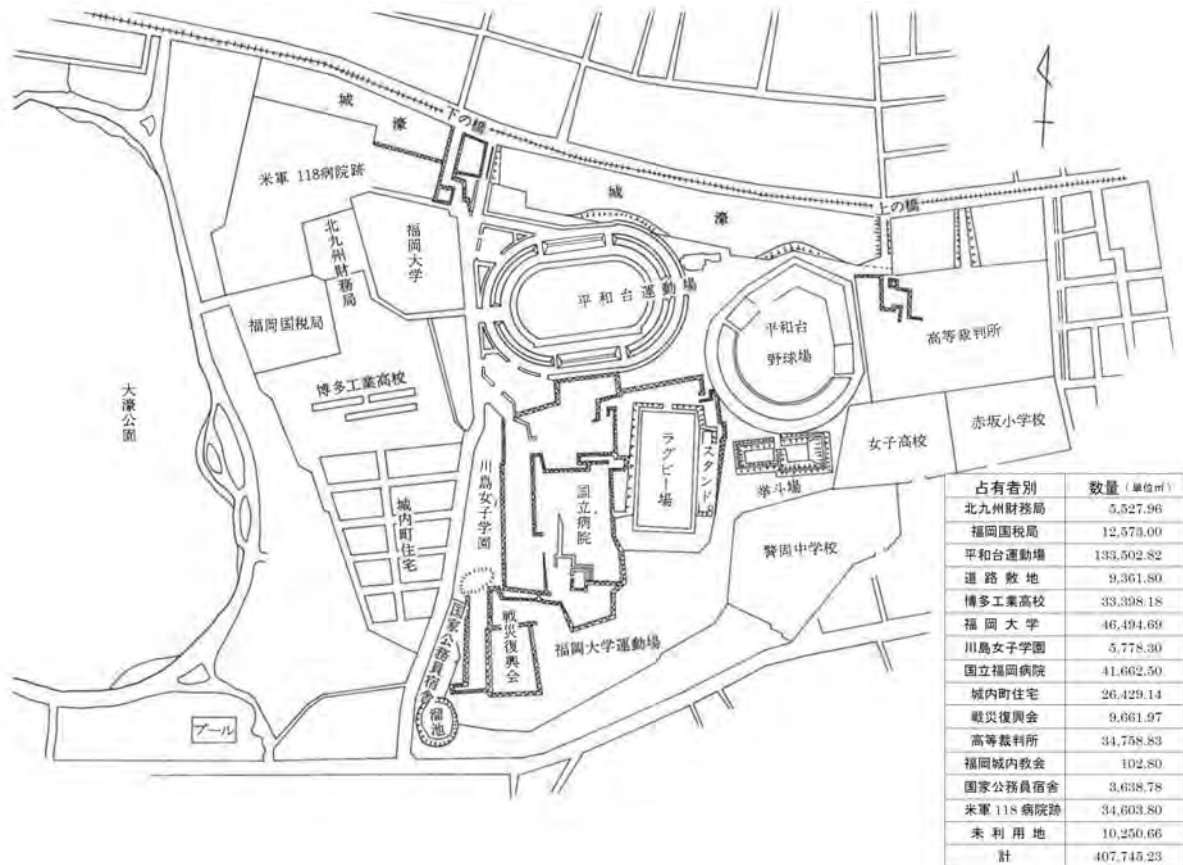 城濠
下の橋
米軍 118病院跡
城濠
上の橋
北九州財務局
福岡大学
平和台運動場
福岡国税局
平和台
野球場
高等裁判所
博多工業高校
大濠公園
赤坂小学校
女子高校
ラグビー場
スタンド
拳斗場
川島女子学園
国立病院
城内町住宅
警固中学校
国家公務員宿舎
戦災復興会
福岡大学運動場
溜池
プール
占有者別 数量（単位㎡）
北九州財務局 5,527.96
福岡国税局 12,573.00
平和台運動場 133,502.82
道路敷地 9,361.80
博多工業高校 33,398.18
福岡大学 46,494.69
川島女子学園 5,778.30
国立福岡病院 41,662.50
城内町住宅 26,429.14
戦災復興会 9,661.97
高等裁判所 34,758.83
福岡城内教会 102.80
国家公務員宿舎 3,638.78
米軍 118 病院跡 34,603.80
未利用地 10,250.66
計 407,745.23